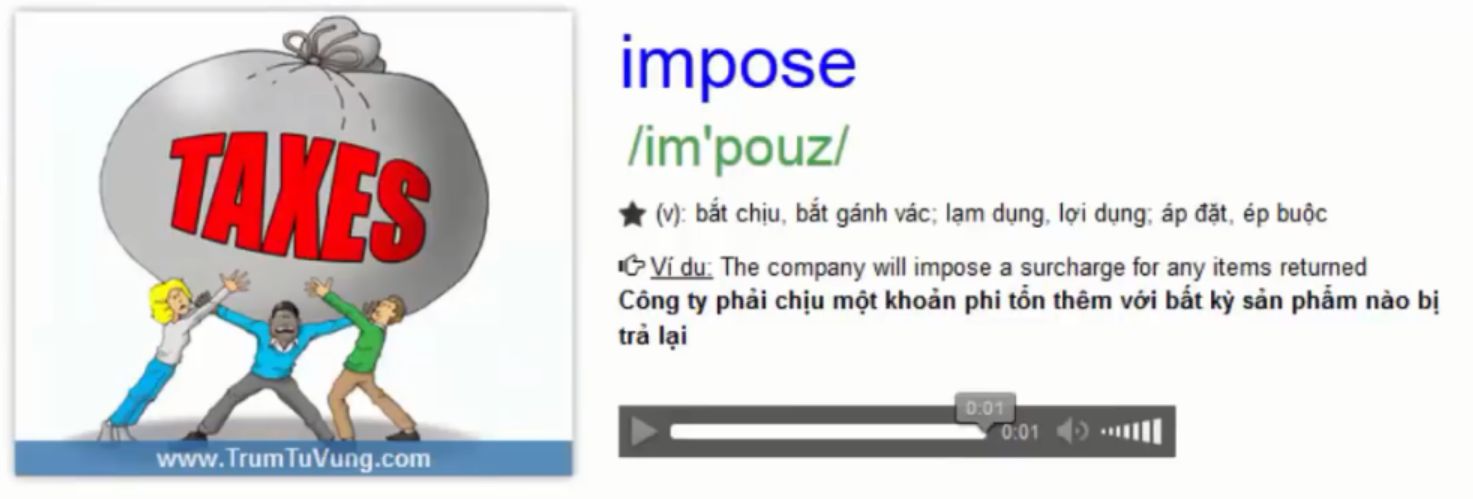 TAXES
www.TrumTuVung.com
impose
/im'pouz/
★ (v): bắt chịu, bắt gánh vác; lạm dụng, lợi dụng; áp đặt, ép buộc
Ví du: The company will impose a surcharge for any items returned
Công ty phải chịu một khoản phi tổn thêm với bất kỳ sản phẩm nào bị
trả lại
0:01
0:01